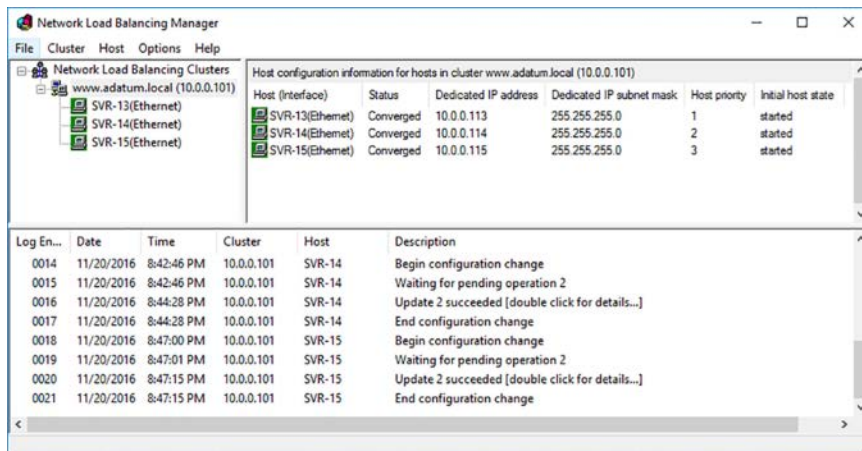 Network Load Balancing Manager
File Cluster Host Options Help
Network Load Balancing Clusters
www.adatum.local (10.0.0.101)
SVR-13(Ethernet)
SVR-14(Ethernet)
SVR-15(Ethernet)
Host configuration information for hosts in cluster www.adatum.local (10.0.0.101)
Host (Interface) Status Dedicated IP address Dedicated IP subnet mask Host priority Initial host state
SVR-13(Ethernet) Converged 10.0.0.113 255.255.255.0 1 started
SVR-14(Ethernet) Converged 10.0.0.114 255.255.255.0 2 started
SVR-15(Ethernet) Converged 10.0.0.115 255.255.255.0 3 started
Log En... Date Time Cluster Host Description
0014 11/20/2016 8:42:46 PM 10.0.0.101 SVR-14 Begin configuration change
0015 11/20/2016 8:42:46 PM 10.0.0.101 SVR-14 Waiting for pending operation 2
0016 11/20/2016 8:44:28 PM 10.0.0.101 SVR-14 Update 2 succeeded [double click for details...]
0017 11/20/2016 8:44:28 PM 10.0.0.101 SVR-14 End configuration change
0018 11/20/2016 8:47:00 PM 10.0.0.101 SVR-15 Begin configuration change
0019 11/20/2016 8:47:01 PM 10.0.0.101 SVR-15 Waiting for pending operation 2
0020 11/20/2016 8:47:15 PM 10.0.0.101 SVR-15 Update 2 succeeded [double click for details...]
0021 11/20/2016 8:47:15 PM 10.0.0.101 SVR-15 End configuration change